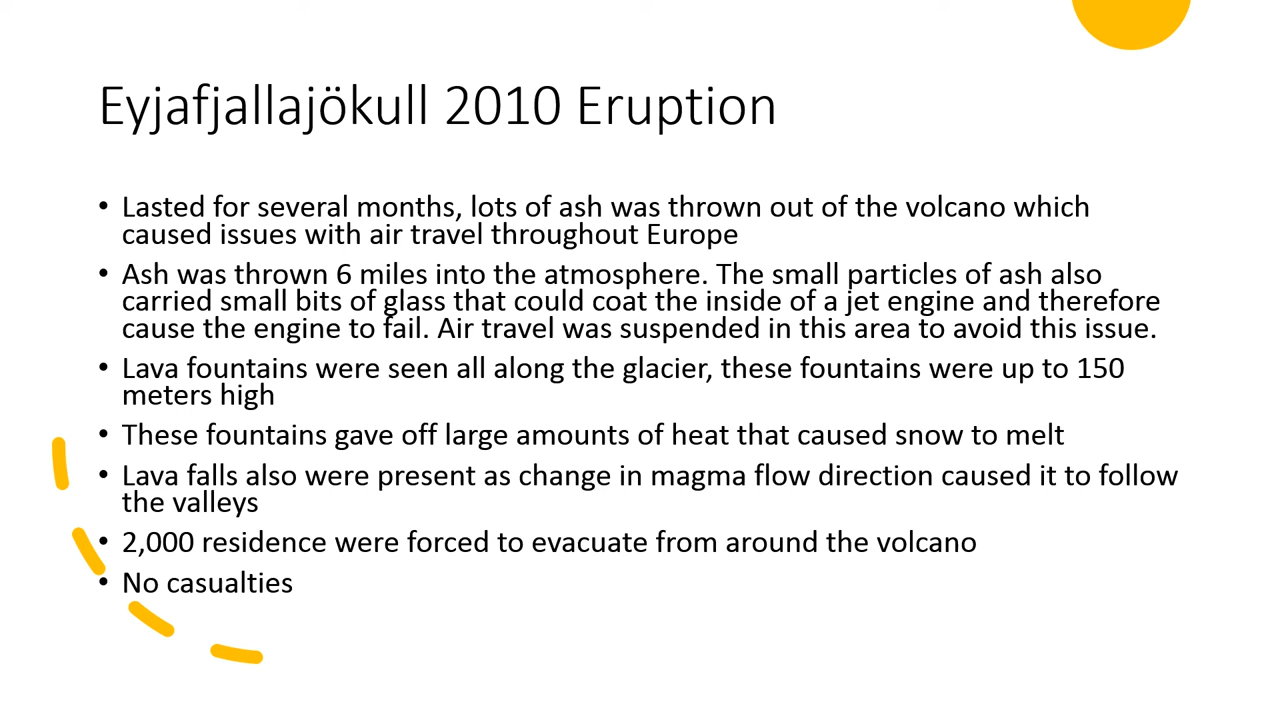 Eyjafjallajökull 2010 Eruption
• Lasted for several months, lots of ash was thrown out of the volcano which
caused issues with air travel throughout Europe
• Ash was thrown 6 miles into the atmosphere. The small particles of ash also
carried small bits of glass that could coat the inside of a jet engine and therefore
cause the engine to fail. Air travel was suspended in this area to avoid this issue.
• Lava fountains were seen all along the glacier, these fountains were up to 150
meters high
• These fountains gave off large amounts of heat that caused snow to melt
• Lava falls also were present as change in magma flow direction caused it to follow
the valleys
• 2,000 residence were forced to evacuate from around the volcano
• No casualties